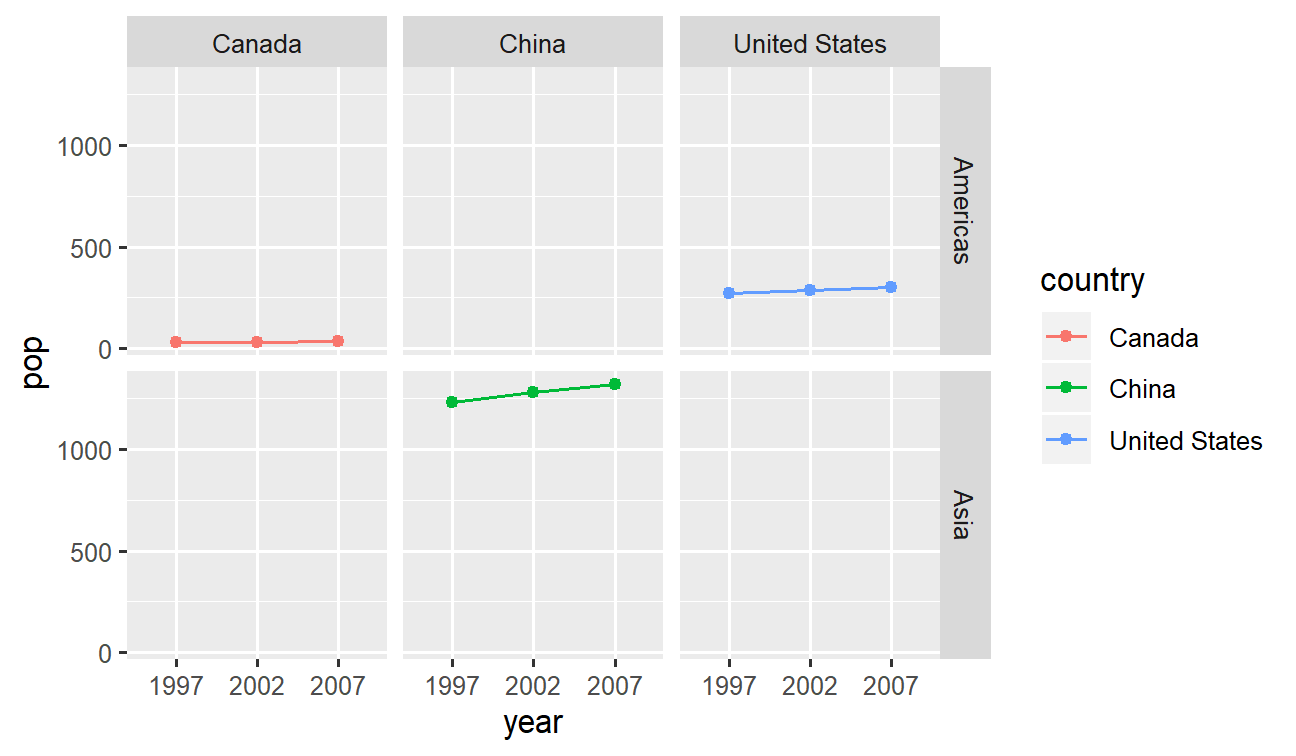 Canada China United States
1000
500
0
Americas
pop
1000
500
0
Asia
1997 2002 2007 1997 2002 2007 1997 2002 2007
year
country
Canada
China
United States